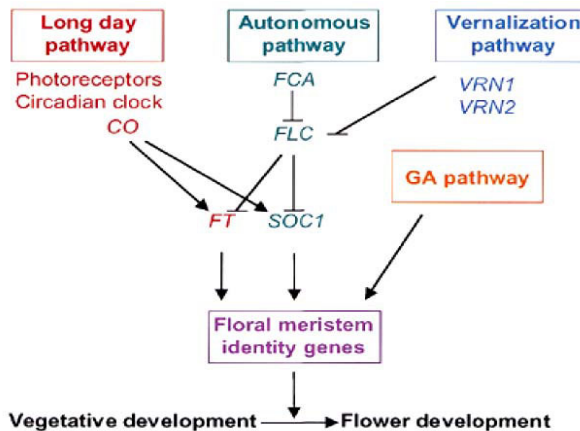 Long day
pathway
Autonomous
pathway
Vernalization
pathway
Photoreceptors
Circadian clock
CO
FCA
VRN1
VRN2
FLC
GA pathway
FT
SOC1
Floral meristem
identity genes
Vegetative development
Flower development